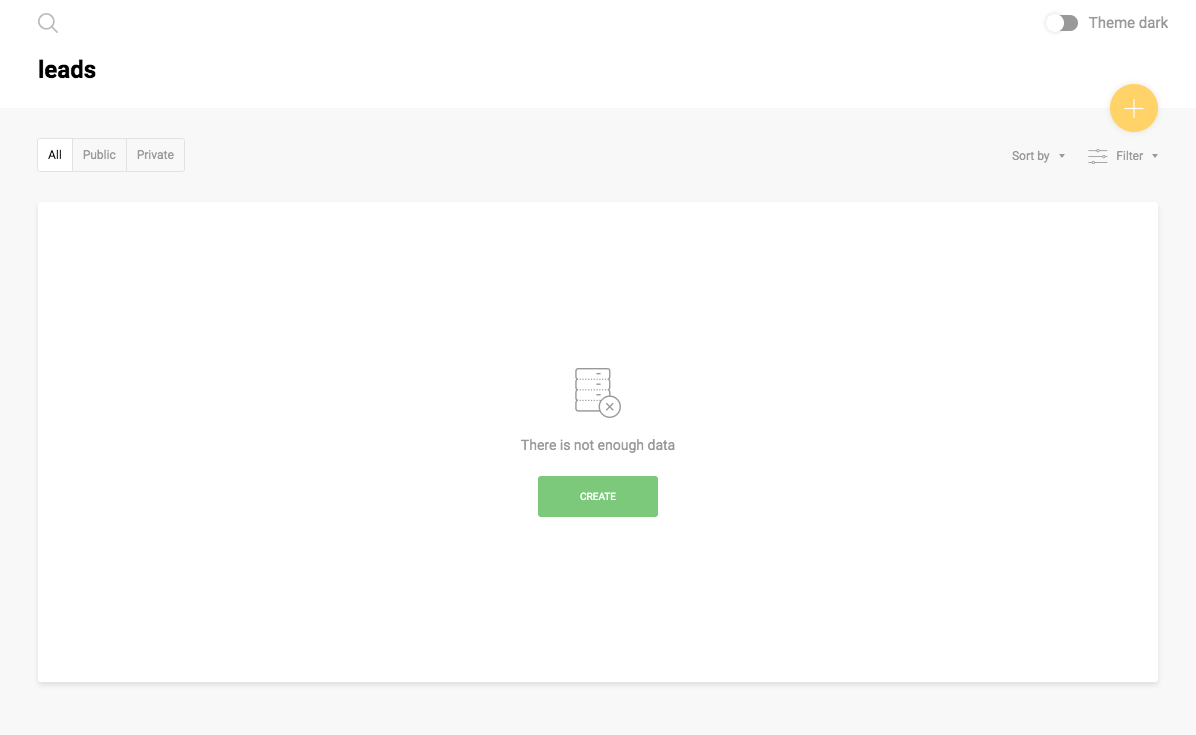 Theme dark
leads
All Public Private
Sort by Filter
There is not enough data
CREATE